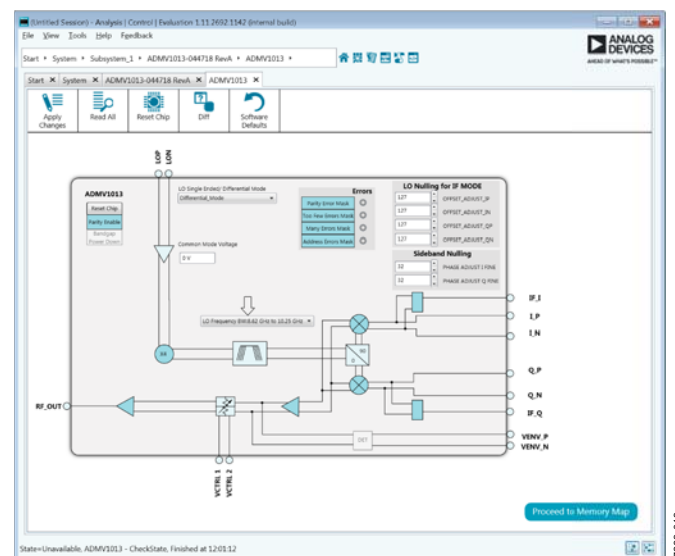 (Untitled Session) - Analysis | Control | Evaluation 1.11.2692.1142 (internal build)
File View Tools Help Feedback
Start System Subsystem_1 ADMV1013-044718 RevA ADMV1013
ANALOG DEVICES
AHEAD OF WHAT'S POSSIBLE™
Start System ADMV1013-044718 RevA ADMV1013
Apply Changes Read All Reset Chip Diff Software Defaults
LOP LON
ADMV1013
Reset Chip
Parity Enable
Bandgap Power Down
LO Single Ended/ Differential Mode
Differential_Mode
Common Mode Voltage
0 V
Errors
Parity Error Mask
Too Few Errors Mask
Many Errors Mask
Address Errors Mask
LO Nulling for IF MODE
127 OFFSET_ADJUST_IP
127 OFFSET_ADJUST_IN
127 OFFSET_ADJUST_QP
127 OFFSET_ADJUST_QN
Sideband Nulling
32 PHASE ADJUST I FINE
32 PHASE ADJUST Q FINE
LO Frequency BW(8.62 GHz to 10.25 GHz
90
0
IF_I
I_P
I_N
Q_P
Q_N
IF_Q
VENV_P
VENV_N
RF_OUT
DET
VCTRL 1
VCTRL 2
Proceed to Memory Map
State=Unavailable, ADMV1013 - CheckState, Finished at 12:01:12